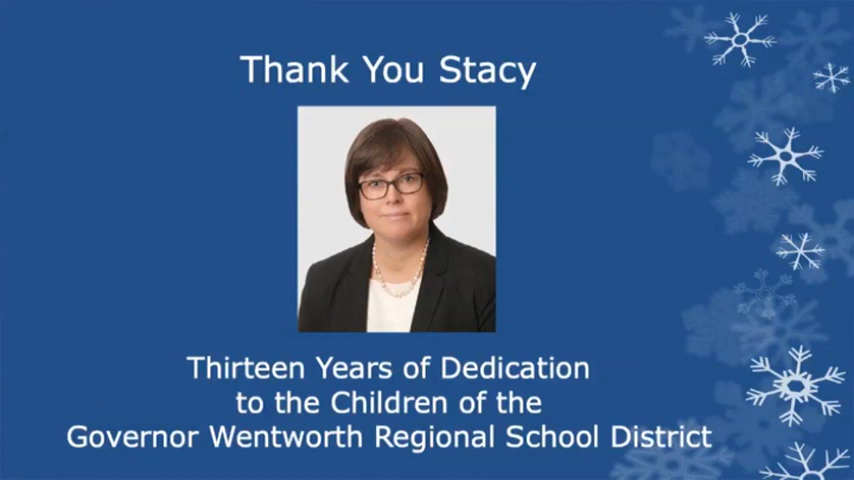 Thank You Stacy
Thirteen Years of Dedication
to the Children of the
Governor Wentworth Regional School District